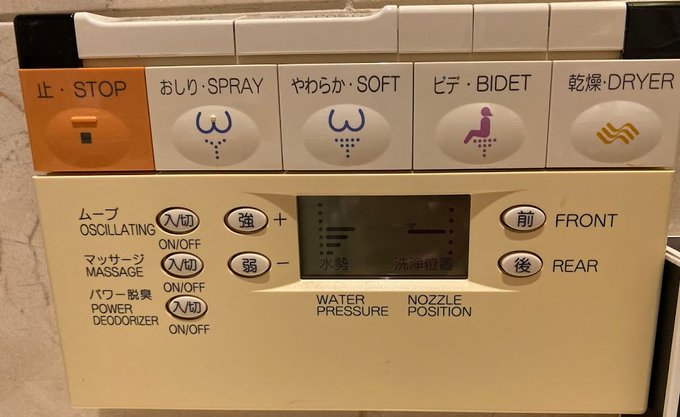 止・STOP
おしり・SPRAY
やわらか・SOFT
ビデ・BIDET
乾燥・DRYER
ムーブ
OSCILLATING
入/切
ON/OFF
強 +
マッサージ
MASSAGE
入/切
ON/OFF
弱 −
パワー脱臭
POWER
DEODORIZER
入/切
ON/OFF
水勢
洗浄位置
WATER
PRESSURE
NOZZLE
POSITION
前 FRONT
後 REAR